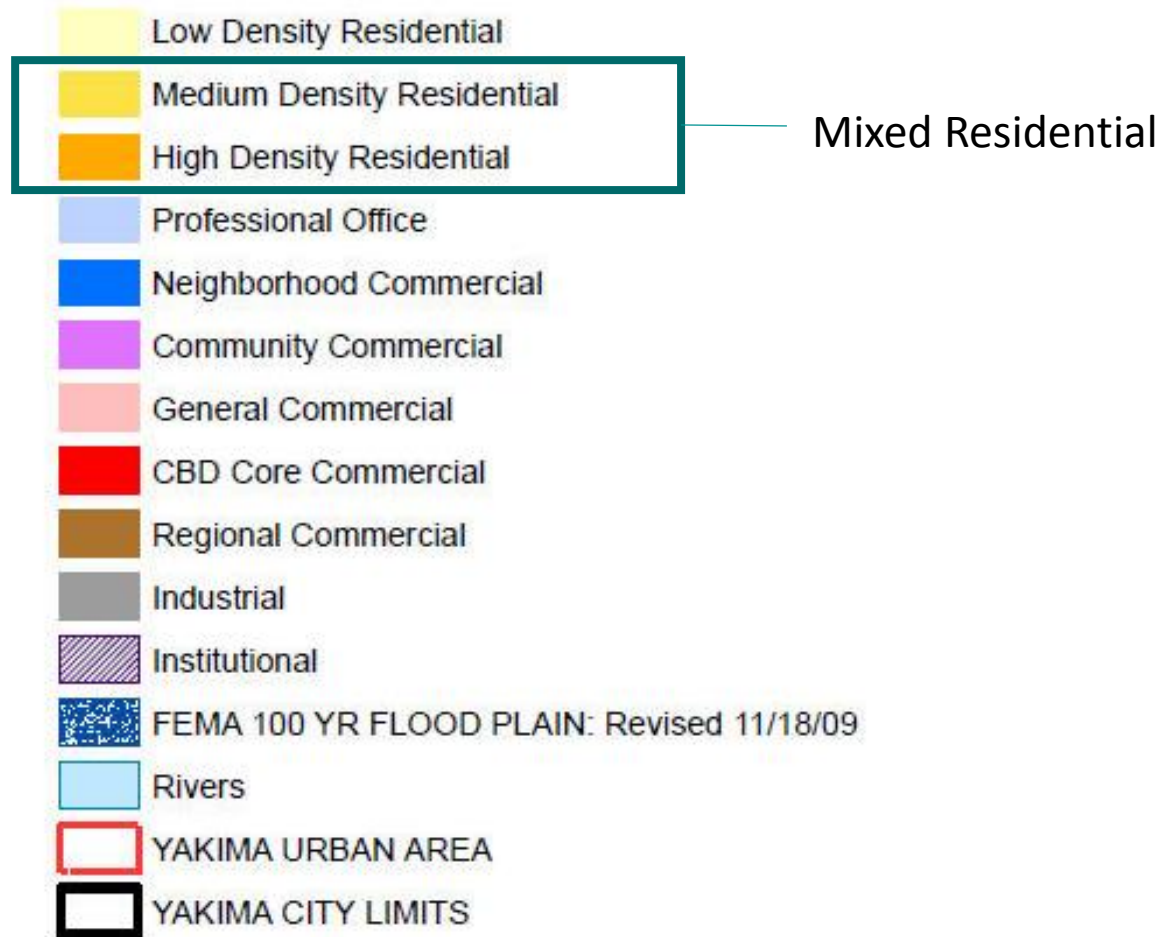 Low Density Residential
Medium Density Residential
Mixed Residential
High Density Residential
Professional Office
Neighborhood Commercial
Community Commercial
General Commercial
CBD Core Commercial
Regional Commercial
Industrial
Institutional
FEMA 100 YR FLOOD PLAIN: Revised 11/18/09
Rivers
YAKIMA URBAN AREA
YAKIMA CITY LIMITS